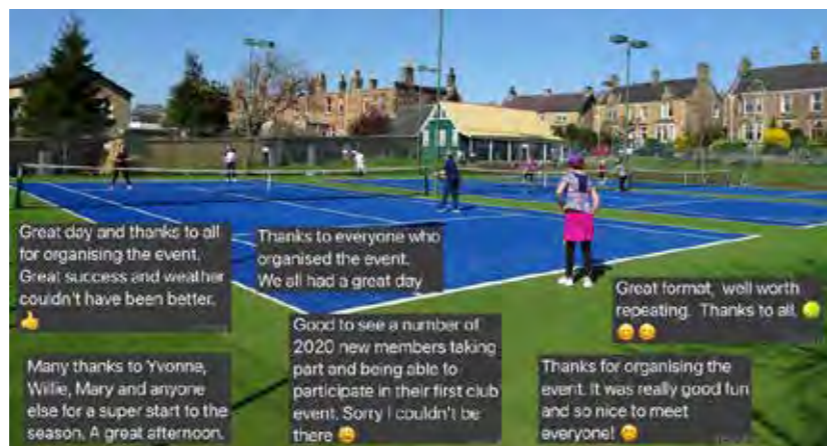 Great day and thanks to all
for organising the event.
Great success and weather
couldn't have been better.
👍
Thanks to everyone who
organised the event.
We all had a great day
Great format, well worth
repeating. Thanks to all. 🎾
😊😊
Many thanks to Yvonne,
Willie, Mary and anyone
else for a super start to the
season. A great afternoon.
Good to see a number of
2020 new members taking
part and being able to
participate in their first club
event. Sorry I couldn't be
there 😊
Thanks for organising the
event. It was really good fun
and so nice to meet
everyone! 😊